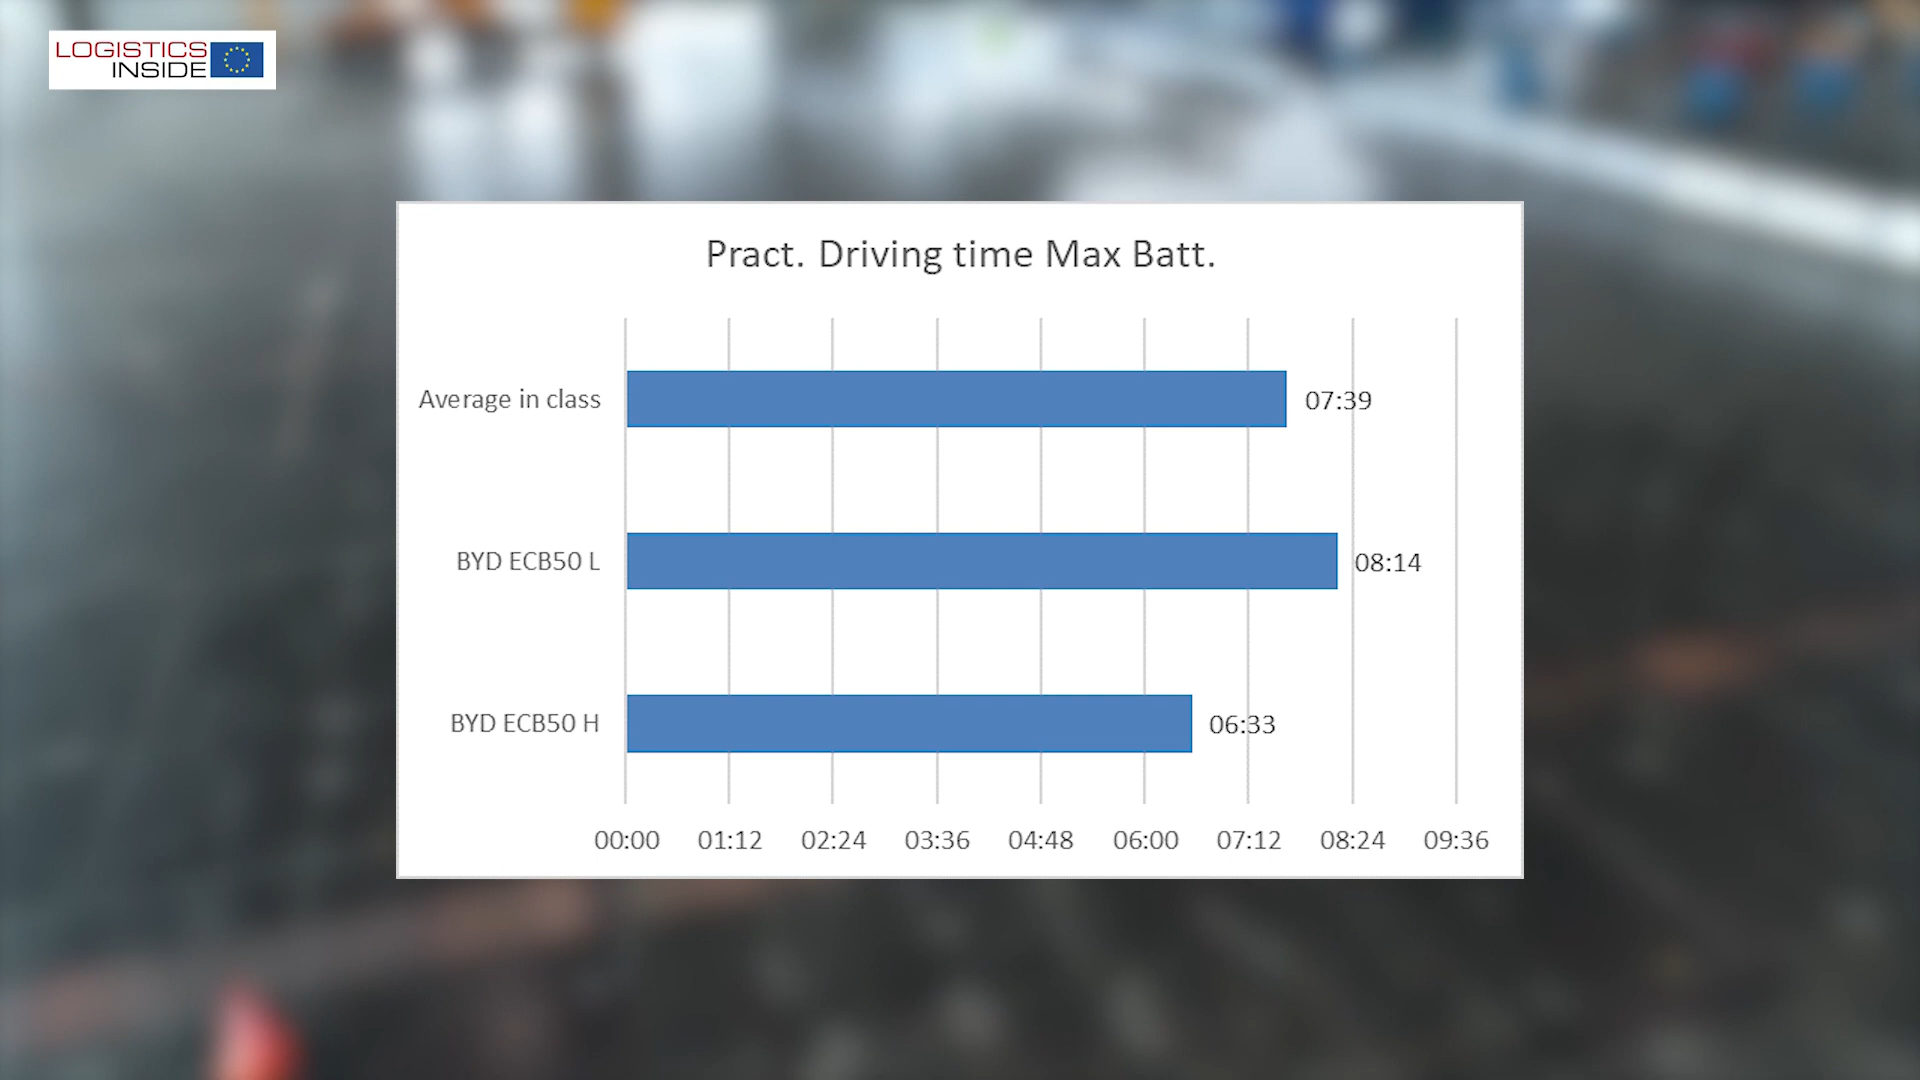 LOGISTICS
INSIDE
Pract. Driving time Max Batt.
Average in class 07:39
BYD ECB50 L 08:14
BYD ECB50 H 06:33
00:00 01:12 02:24 03:36 04:48 06:00 07:12 08:24 09:36